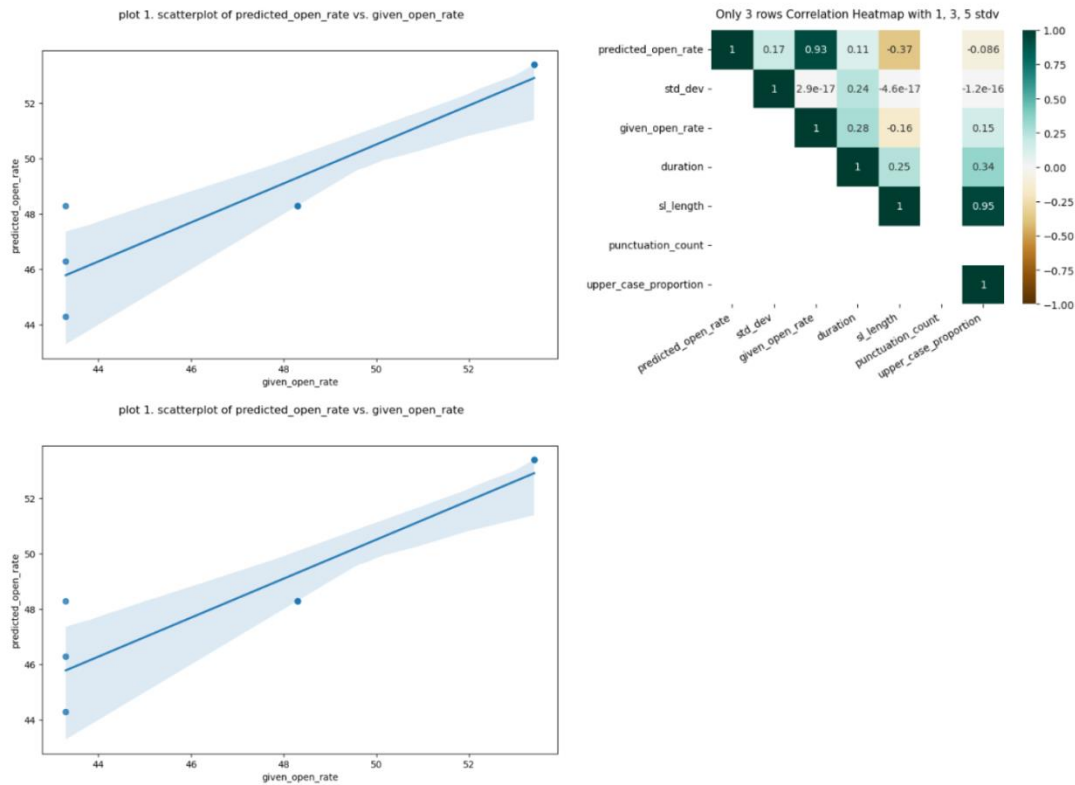 plot 1. scatterplot of predicted_open_rate vs. given_open_rate
52
50
48
46
44
predicted_open_rate
44
46
48
50
52
given_open_rate
Only 3 rows Correlation Heatmap with 1, 3, 5 stdv
predicted_open_rate
1
0.17
0.93
0.11
-0.37
-0.086
std_dev
1
2.9e-17
0.24
-4.6e-17
-1.2e-16
given_open_rate
1
0.28
-0.16
0.15
duration
1
0.25
0.34
sl_length
1
0.95
punctuation_count
upper_case_proportion
1
predicted_open_rate
std_dev
given_open_rate
duration
sl_length
punctuation_count
upper_case_proportion
1.00
0.75
0.50
0.25
0.00
−0.25
−0.50
−0.75
−1.00
plot 1. scatterplot of predicted_open_rate vs. given_open_rate
52
50
48
46
44
predicted_open_rate
44
46
48
50
52
given_open_rate